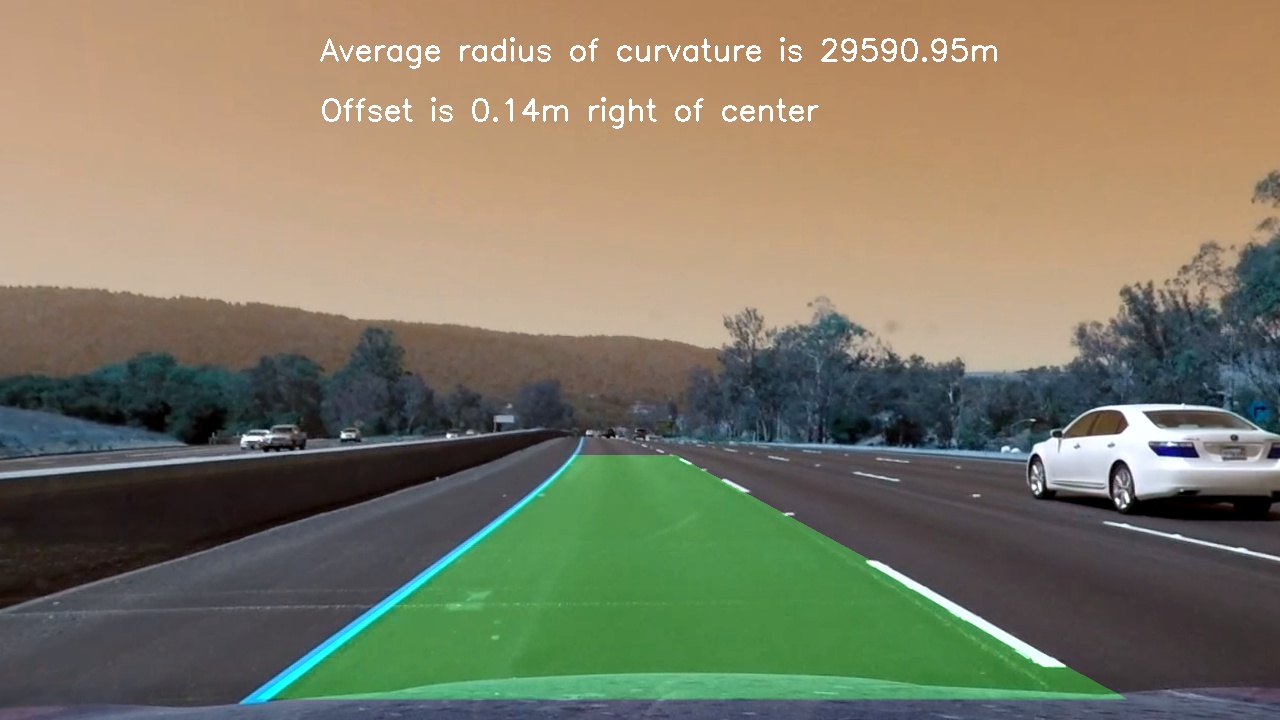 Average radius of curvature is 29590.95m
Offset is 0.14m right of center